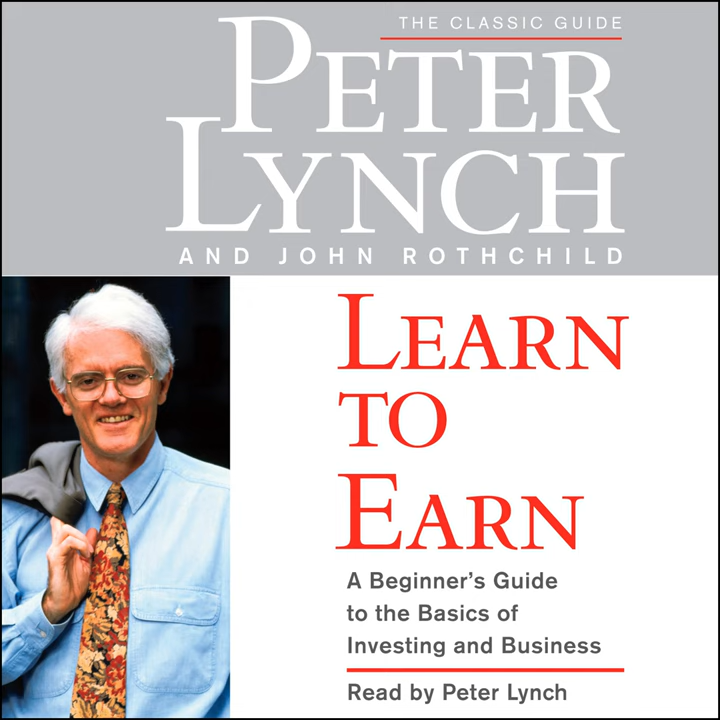 THE CLASSIC GUIDE
PETER
LYNCH
AND JOHN ROTHCHILD
LEARN
TO
EARN
A Beginner's Guide
to the Basics of
Investing and Business
Read by Peter Lynch